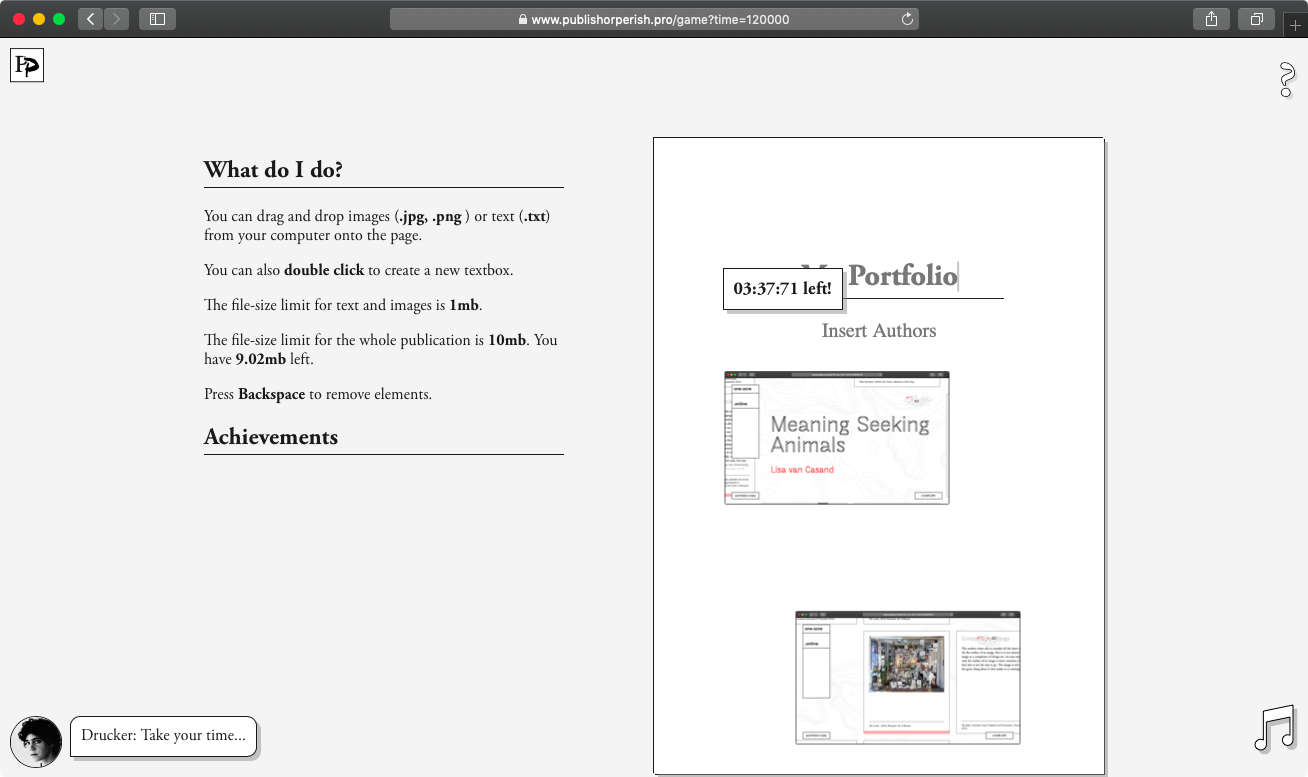 www.publishorperish.pro/game?time=120000
PP
What do I do?
You can drag and drop images (.jpg, .png ) or text (.txt)
from your computer onto the page.
You can also double click to create a new textbox.
The file-size limit for text and images is 1mb.
The file-size limit for the whole publication is 10mb. You
have 9.02mb left.
Press Backspace to remove elements.
Achievements
Portfolio
03:37:71 left!
Insert Authors
Meaning Seeking
Animals
Lisa van Casand
Drucker: Take your time...